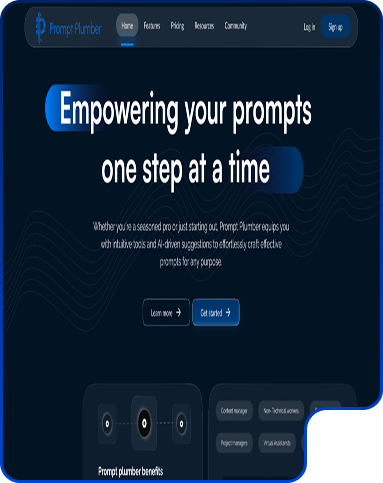 Prompt Plumber
Home Features Pricing Resources Community Log in Sign up
Empowering your prompts
one step at a time
Whether you're a seasoned pro or just starting out, Prompt Plumber equips you
with intuitive tools and AI-driven suggestions to effortlessly craft effective
prompts for any purpose.
Learn more → Get started →
Content manager Non-Technical workers
Project managers Virtual Assistants
Prompt plumber benefits